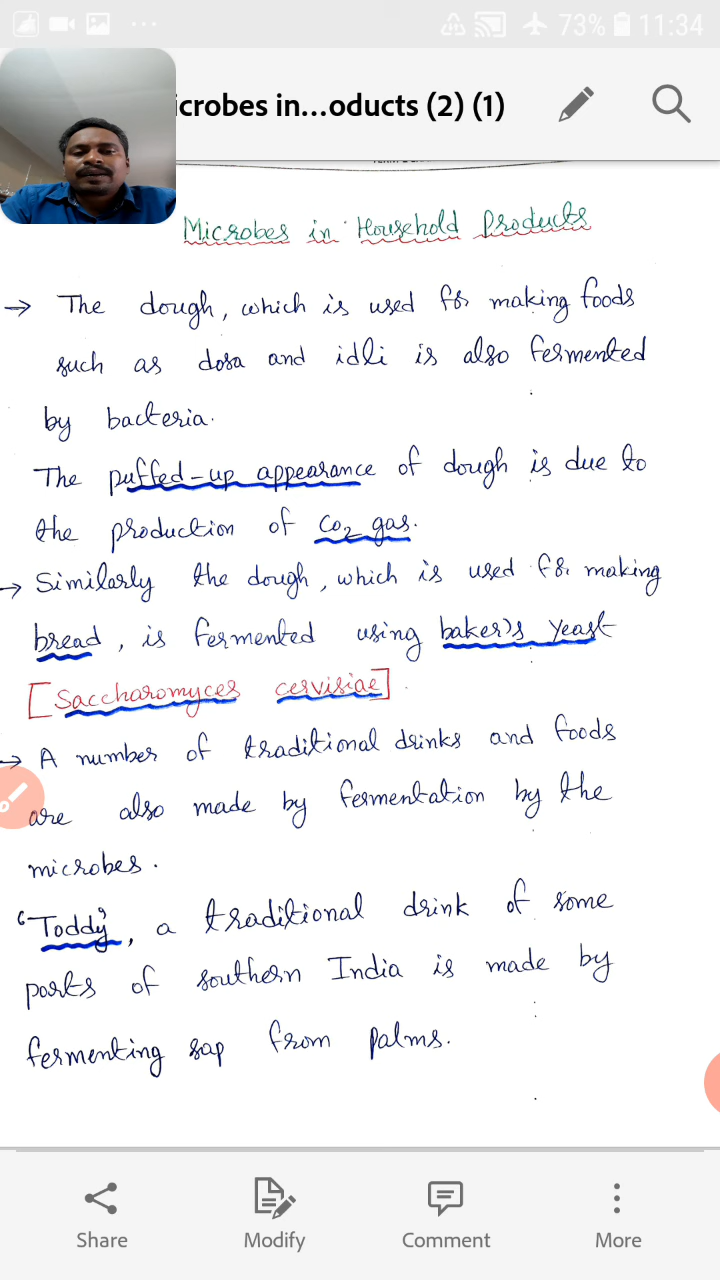 73% 11:34
icrobes in...oducts (2) (1)
Microbes in Household Products
→ The dough, which is used for making foods
such as dosa and idli is also fermented
by bacteria.
The puffed-up appearance of dough is due to
the production of CO2 gas.
→ Similarly the dough, which is used for making
bread, is fermented using baker's yeast
[Saccharomyces cervisiae].
→ A number of traditional drinks and foods
are also made by fermentation by the
microbes.
'Toddy', a traditional drink of some
parts of southern India is made by
fermenting sap from palms.
Share Modify Comment More